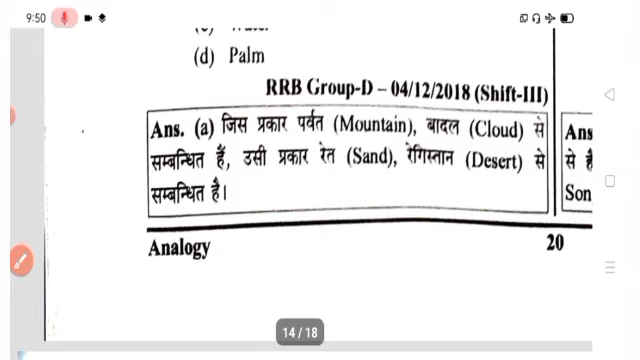 9:50
(d) Palm
RRB Group-D – 04/12/2018 (Shift-III)
Ans. (a) जिस प्रकार पर्वत (Mountain), बादल (Cloud) से
सम्बन्धित हैं, उसी प्रकार रेत (Sand), रेगिस्तान (Desert) से
सम्बन्धित है।
Ans
से है
Son
Analogy
20
14 / 18